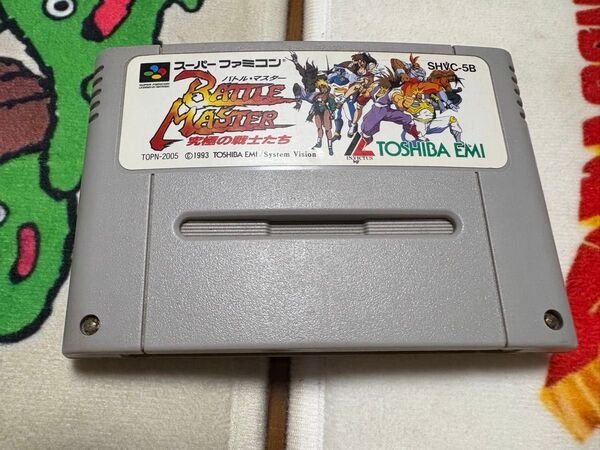 スーパーファミコン
SHVC-5B
バトル・マスター
BATTLE MASTER
究極の戦士たち
INVICTUS
TOSHIBA EMI
TOPN-2005 ©1993 TOSHIBA EMI/System Vision